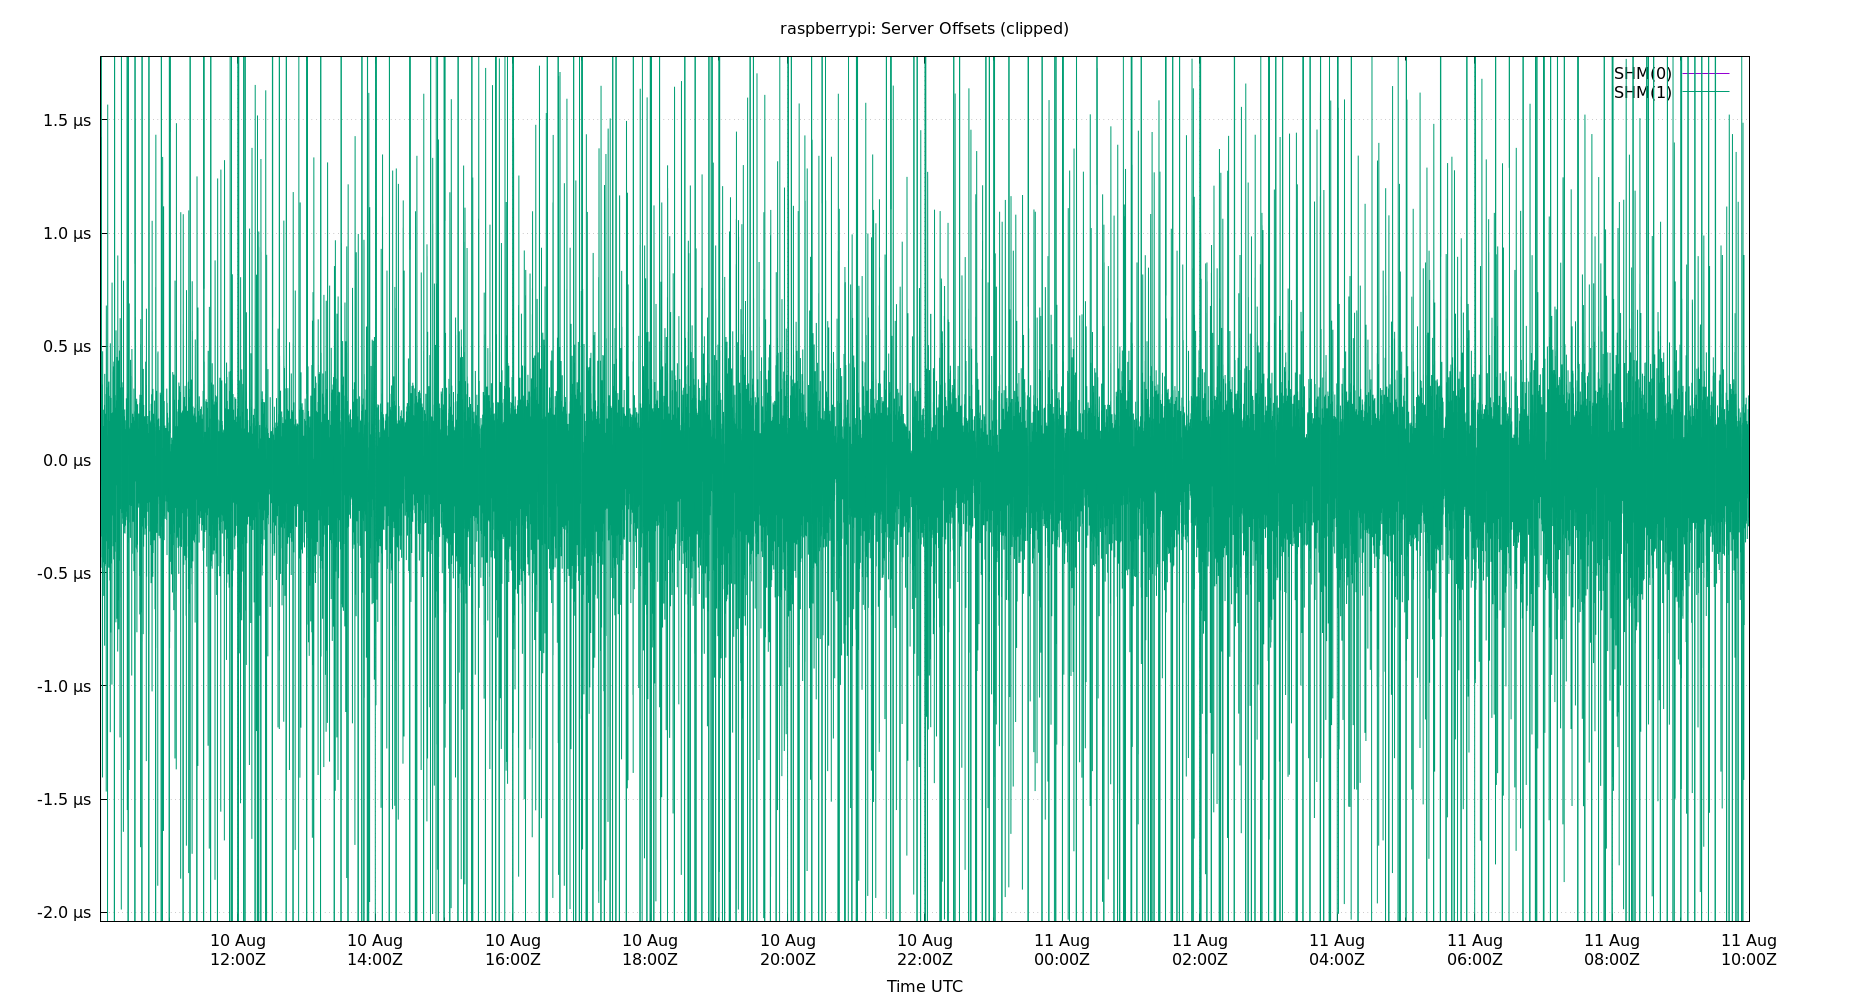 raspberrypi: Server Offsets (clipped)
SHM(0)
SHM(1)
1.5 µs
1.0 µs
0.5 µs
0.0 µs
-0.5 µs
-1.0 µs
-1.5 µs
-2.0 µs
10 Aug 10 Aug 10 Aug 10 Aug 10 Aug 10 Aug 11 Aug 11 Aug 11 Aug 11 Aug 11 Aug 11 Aug
12:00Z 14:00Z 16:00Z 18:00Z 20:00Z 22:00Z 00:00Z 02:00Z 04:00Z 06:00Z 08:00Z 10:00Z
Time UTC